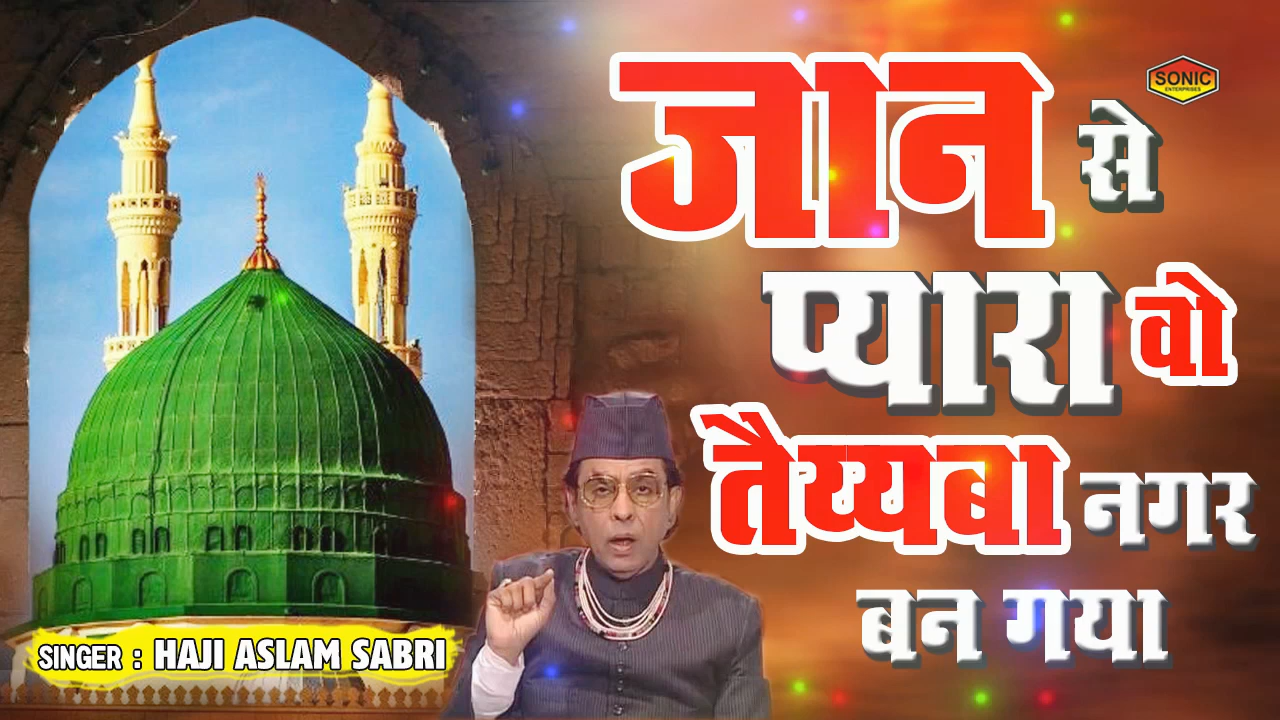 SONIC
ENTERPRISES
जान से
प्यारा वो
तैय्यबा नगर
बन गया
SINGER : HAJI ASLAM SABRI